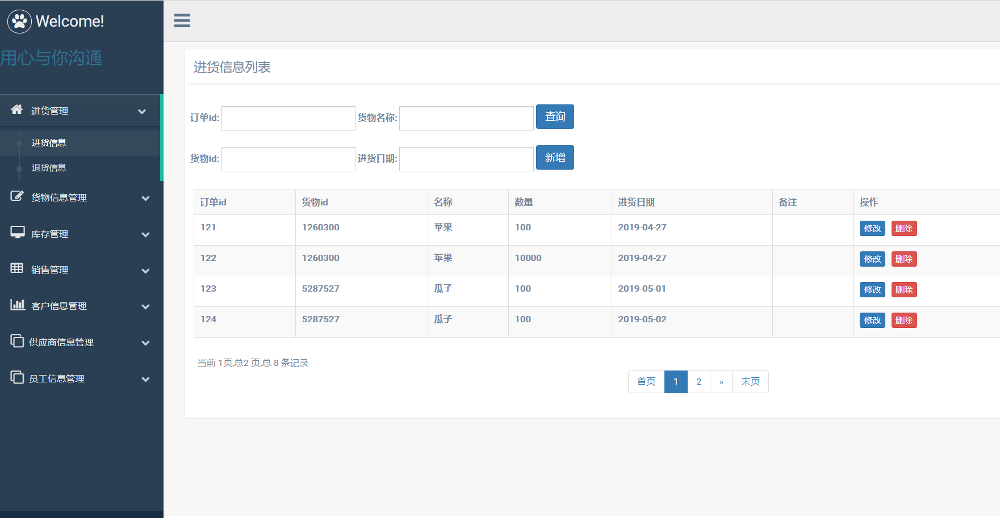 Welcome!
用心与你沟通
进货管理
进货信息
退货信息
货物信息管理
库存管理
销售管理
客户信息管理
供应商信息管理
员工信息管理
进货信息列表
订单id: 货物名称: 查询
货物id: 进货日期: 新增
订单id 货物id 名称 数量 进货日期 备注 操作
121 1260300 苹果 100 2019-04-27 修改 删除
122 1260300 苹果 10000 2019-04-27 修改 删除
123 5287527 瓜子 100 2019-05-01 修改 删除
124 5287527 瓜子 100 2019-05-02 修改 删除
当前 1页,总2 页,总 8 条记录
首页 1 2 » 末页